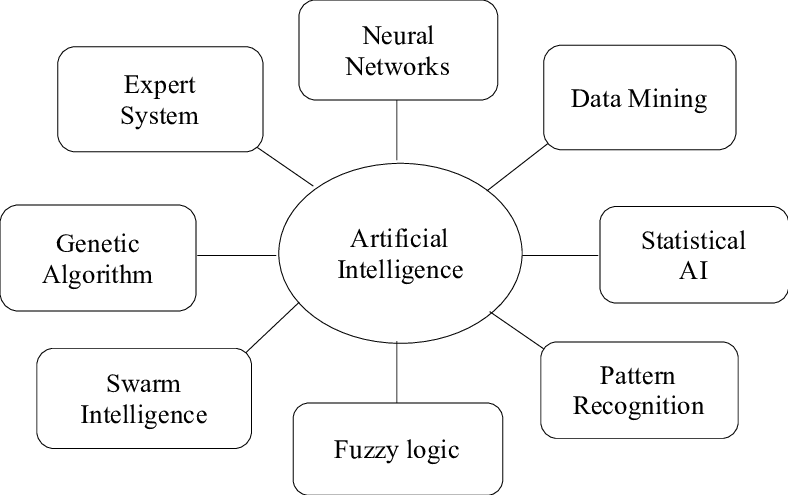 Neural
Networks
Expert
System
Data Mining
Genetic
Algorithm
Artificial
Intelligence
Statistical
AI
Swarm
Intelligence
Pattern
Recognition
Fuzzy logic